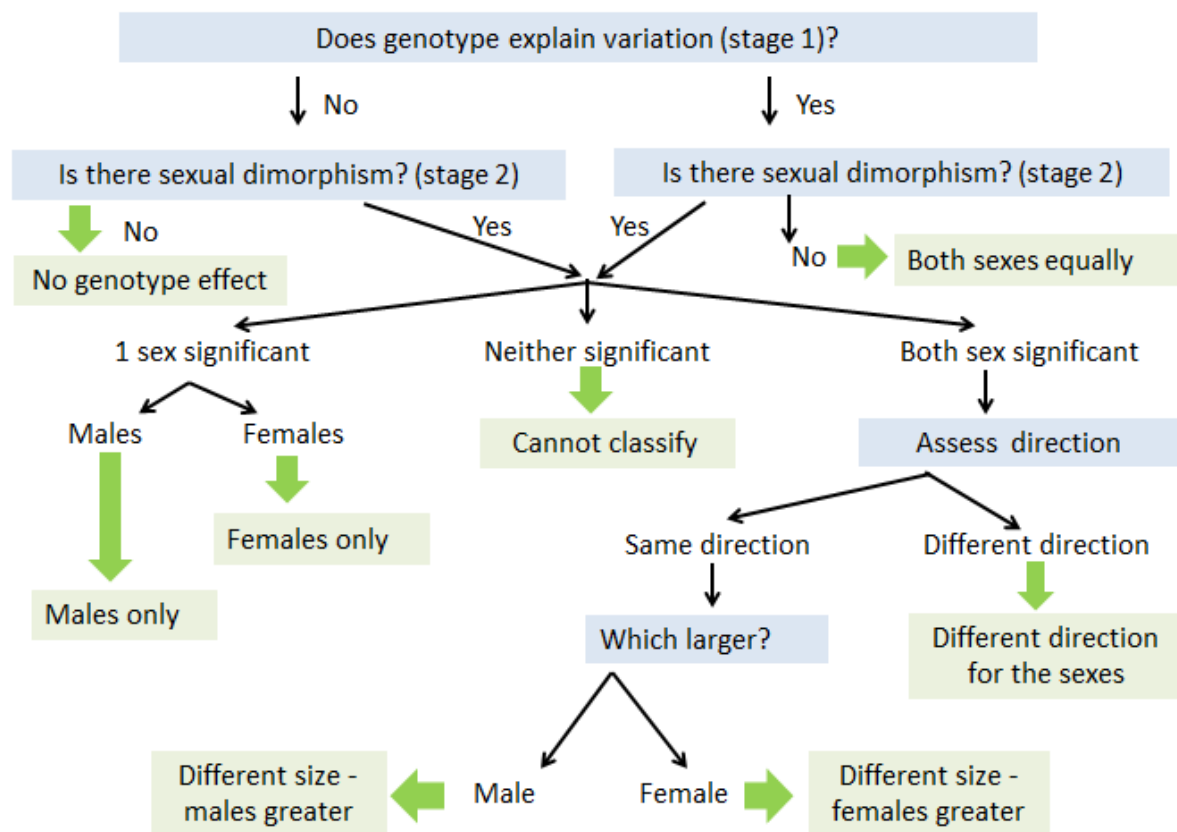 Does genotype explain variation (stage 1)?
No
Yes
Is there sexual dimorphism? (stage 2)
Is there sexual dimorphism? (stage 2)
No
Yes
Yes
No
Both sexes equally
No genotype effect
1 sex significant
Neither significant
Both sex significant
Males
Females
Cannot classify
Assess direction
Females only
Same direction
Different direction
Males only
Which larger?
Different direction
for the sexes
Different size -
males greater
Male
Female
Different size -
females greater